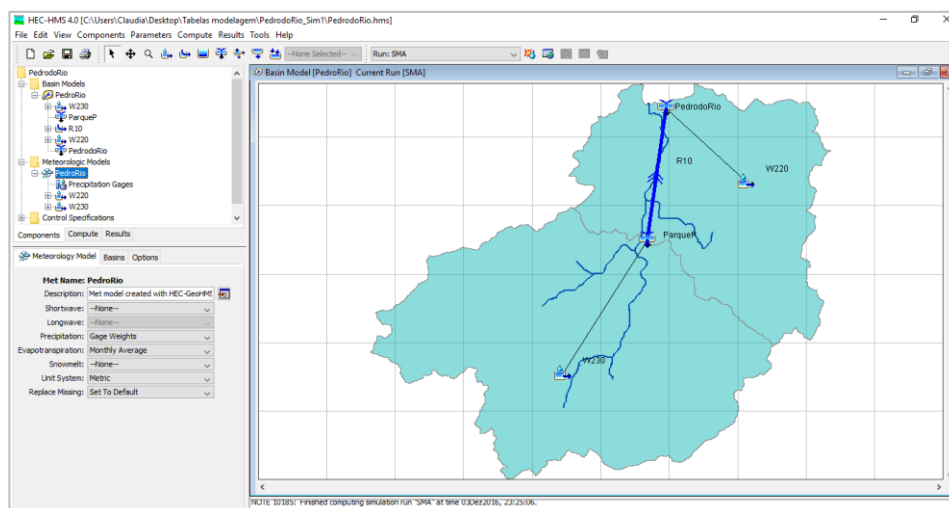 HEC-HMS 4.0 [C:\Users\Claudia\Desktop\Tabelas modelagem\PedrodoRio_Sim1\PedrodoRio.hms]
File Edit View Components Parameters Compute Results Tools Help
--None Selected-- Run: SMA
PedrodoRio
Basin Models
PedroRio
W230
ParqueP
R10
W220
PedrodoRio
Meteorologic Models
PedroRio
Precipitation Gages
W220
W230
Control Specifications
Components Compute Results
Meteorology Model Basins Options
Met Name: PedroRio
Description: Met model created with HEC-GeoHMS
Shortwave: --None--
Longwave: --None--
Precipitation: Gage Weights
Evapotranspiration: Monthly Average
Snowmelt: --None--
Unit System: Metric
Replace Missing: Set To Default
Basin Model [PedroRio] Current Run [SMA]
PedrodoRio
R10
W220
ParqueP
W230
NOTE 10185: Finished computing simulation run "SMA" at time 03Dez2016, 23:25:06.